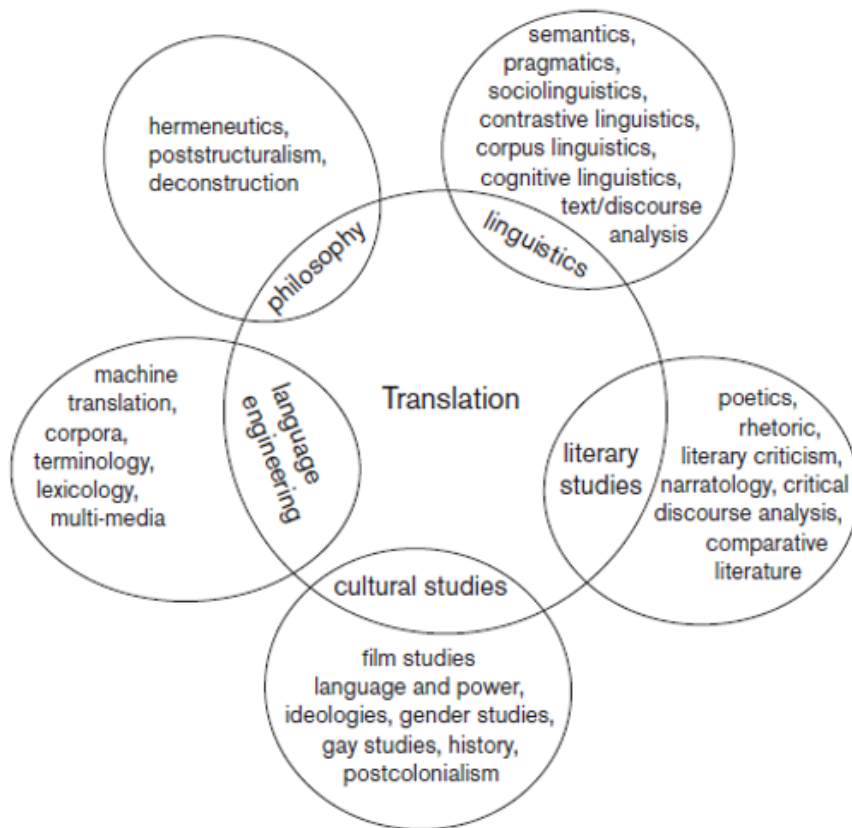 semantics,
pragmatics,
sociolinguistics,
contrastive linguistics,
corpus linguistics,
cognitive linguistics,
text/discourse
analysis
linguistics
hermeneutics,
poststructuralism,
deconstruction
philosophy
Translation
machine
translation,
corpora,
terminology,
lexicology,
multi-media
language
engineering
poetics,
rhetoric,
literary criticism,
narratology, critical
discourse analysis,
comparative
literature
literary
studies
cultural studies
film studies
language and power,
ideologies, gender studies,
gay studies, history,
postcolonialism